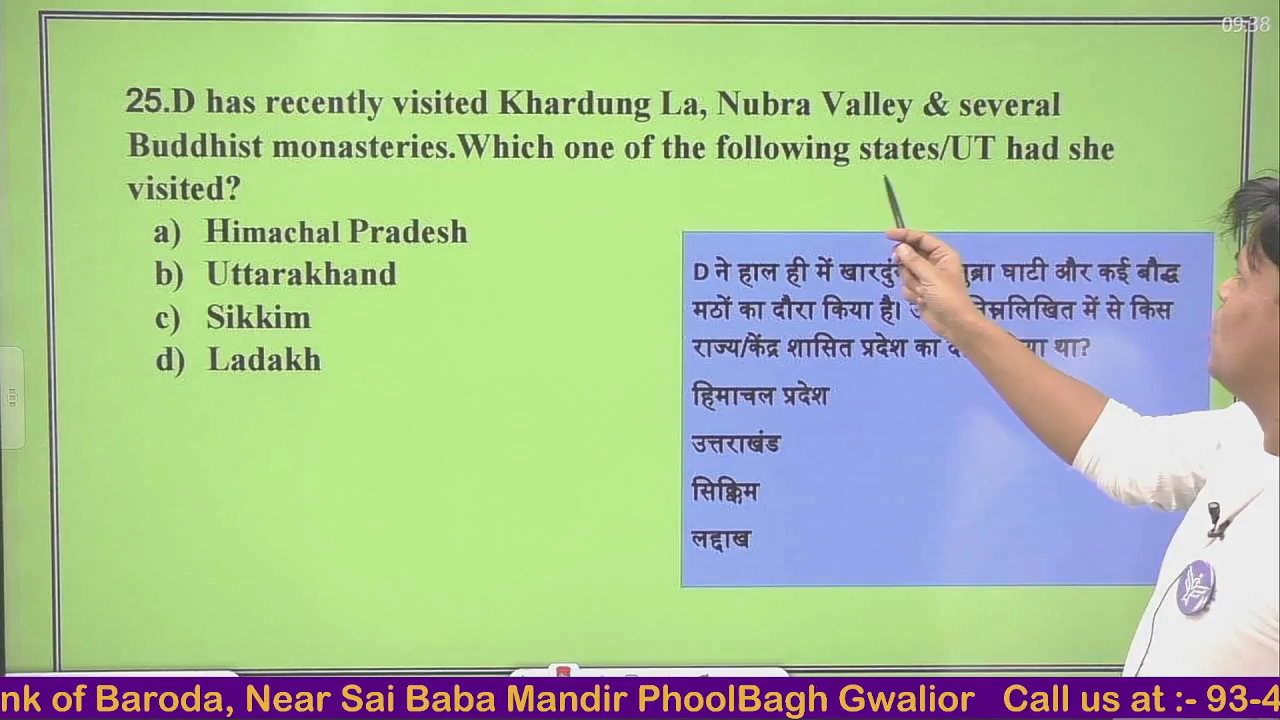 09:38
25.D has recently visited Khardung La, Nubra Valley & several
Buddhist monasteries.Which one of the following states/UT had she
visited?
a) Himachal Pradesh
b) Uttarakhand
c) Sikkim
d) Ladakh
D ने हाल ही में घाटी और कई बौद्ध
मठों का दौरा किया है। में से किस
राज्य/केंद्र शासित प्रदेश का था?
हिमाचल प्रदेश
उत्तराखंड
सिक्किम
लद्दाख
nk of Baroda, Near Sai Baba Mandir PhoolBagh Gwalior Call us at :- 93-4